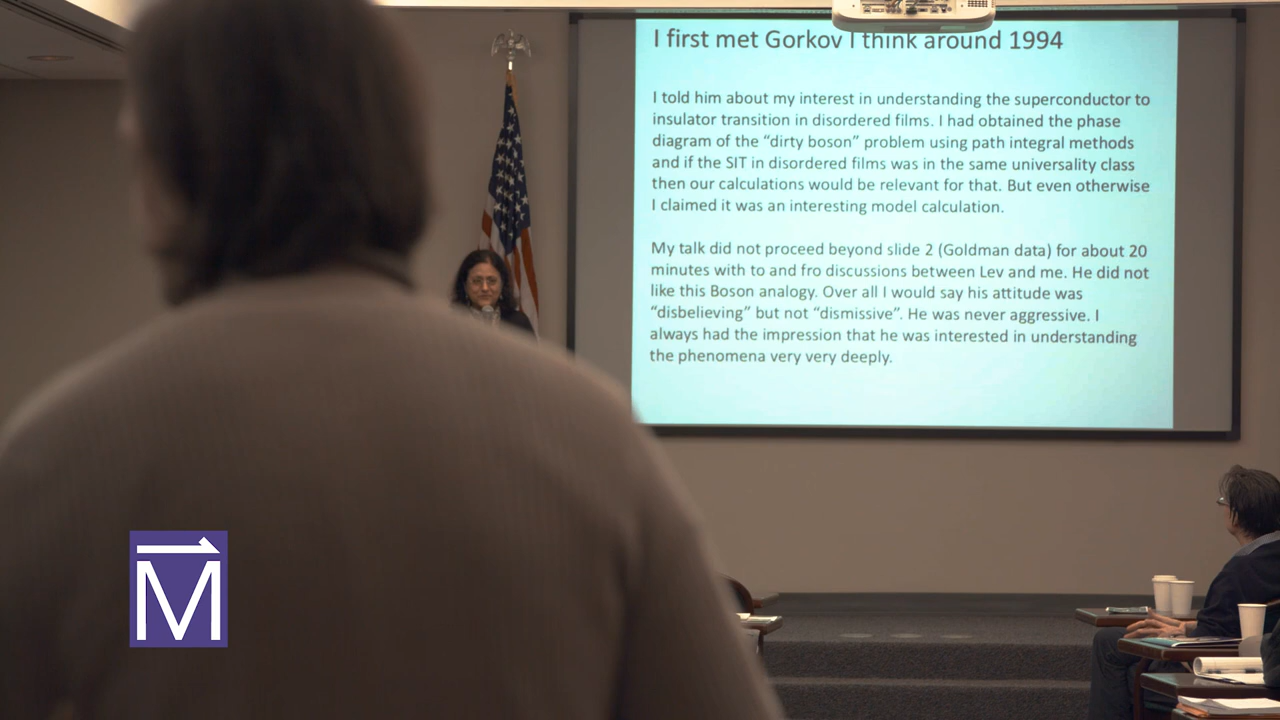 I first met Gorkov I think around 1994
I told him about my interest in understanding the superconductor to
insulator transition in disordered films. I had obtained the phase
diagram of the “dirty boson” problem using path integral methods
and if the SIT in disordered films was in the same universality class
then our calculations would be relevant for that. But even otherwise
I claimed it was an interesting model calculation.
My talk did not proceed beyond slide 2 (Goldman data) for about 20
minutes with to and fro discussions between Lev and me. He did not
like this Boson analogy. Over all I would say his attitude was
“disbelieving” but not “dismissive”. He was never aggressive. I
always had the impression that he was interested in understanding
the phenomena very very deeply.
M